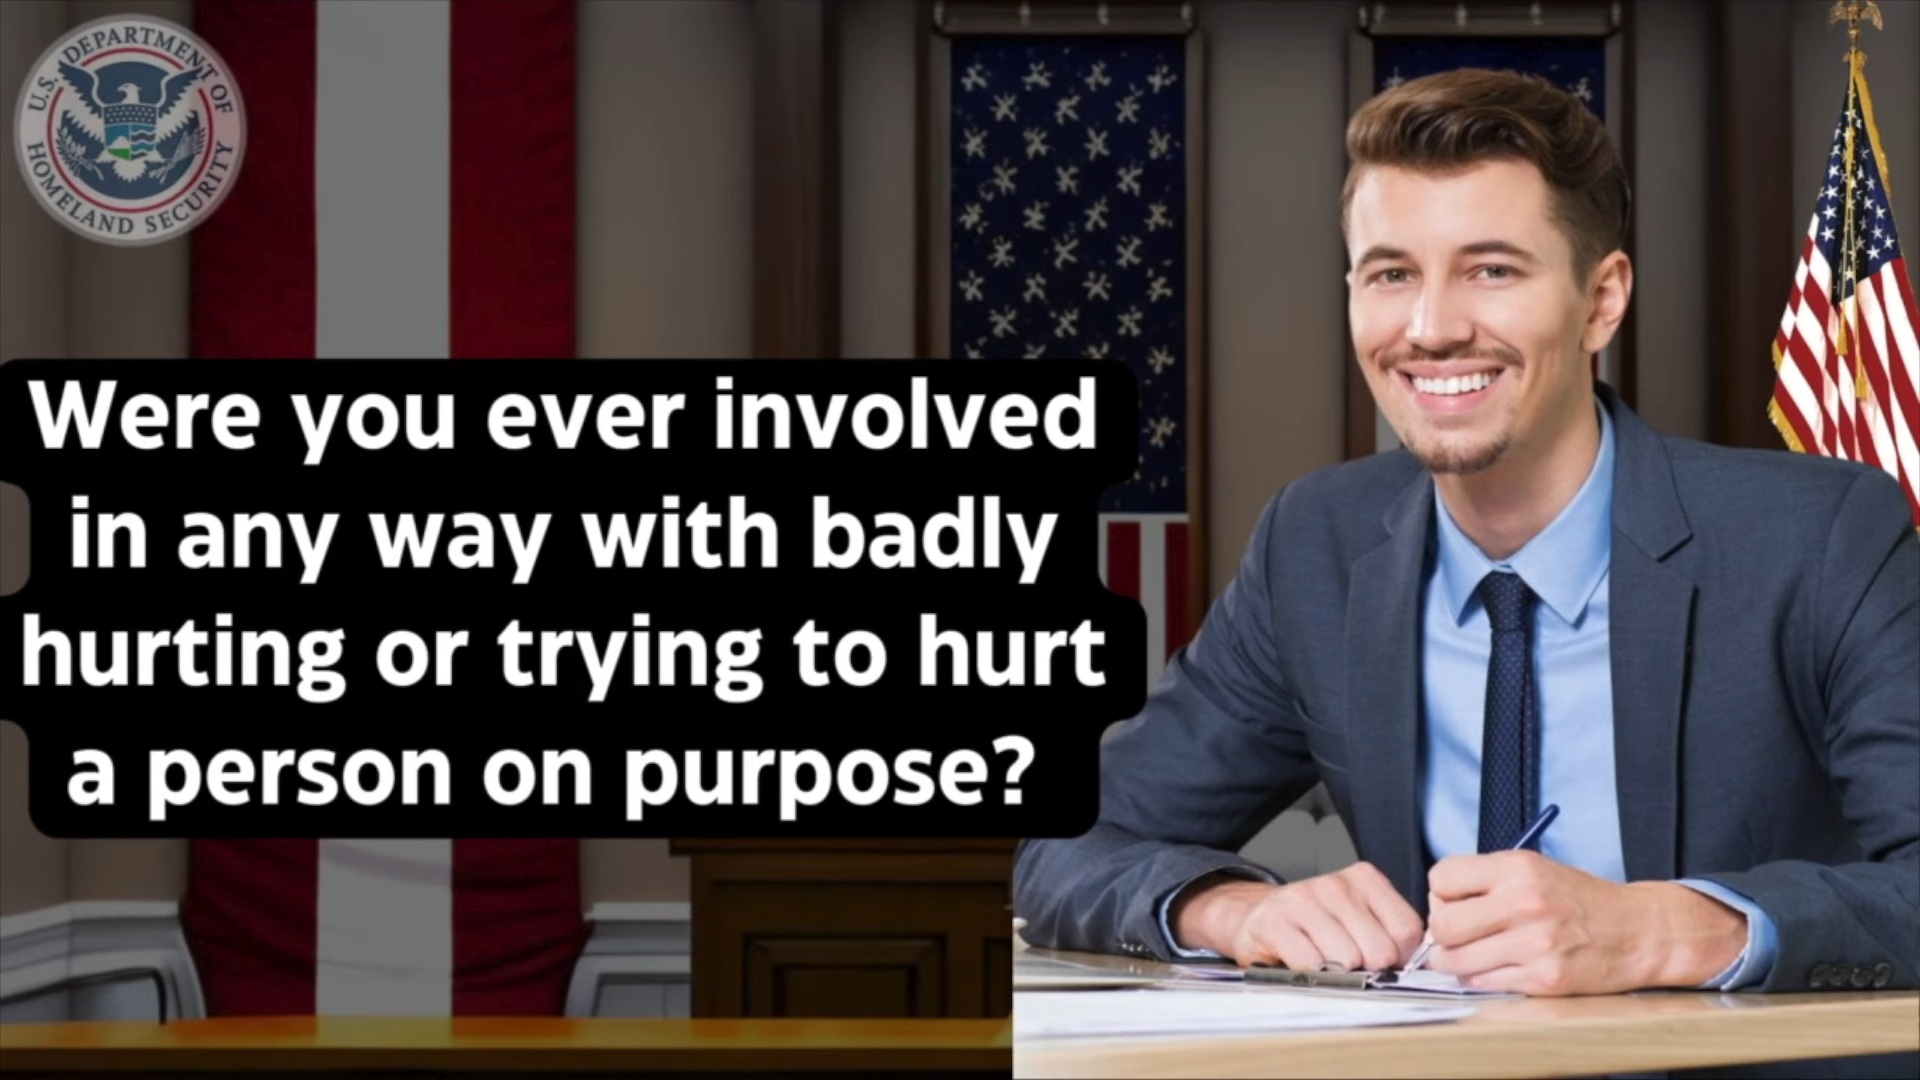 U.S. DEPARTMENT OF
HOMELAND SECURITY
Were you ever involved
in any way with badly
hurting or trying to hurt
a person on purpose?